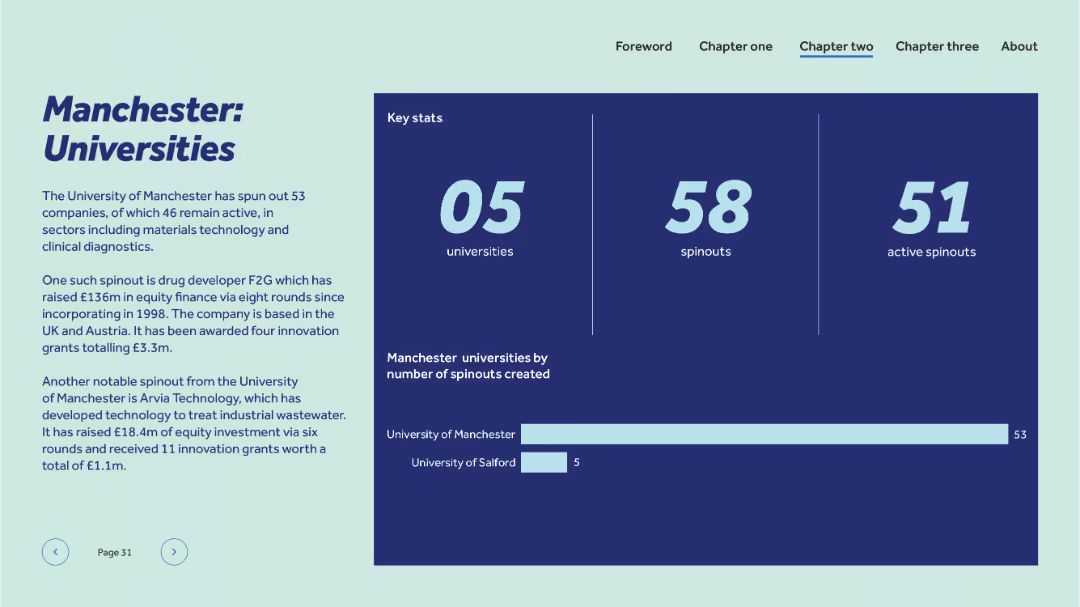 Foreword Chapter one Chapter two Chapter three About
Manchester:
Universities
The University of Manchester has spun out 53
companies, of which 46 remain active, in
sectors including materials technology and
clinical diagnostics.
One such spinout is drug developer F2G which has
raised £136m in equity finance via eight rounds since
incorporating in 1998. The company is based in the
UK and Austria. It has been awarded four innovation
grants totalling £3.3m.
Another notable spinout from the University
of Manchester is Arvia Technology, which has
developed technology to treat industrial wastewater.
It has raised £18.4m of equity investment via six
rounds and received 11 innovation grants worth a
total of £1.1m.
Page 31
Key stats
05
universities
58
spinouts
51
active spinouts
Manchester universities by
number of spinouts created
University of Manchester 53
University of Salford 5